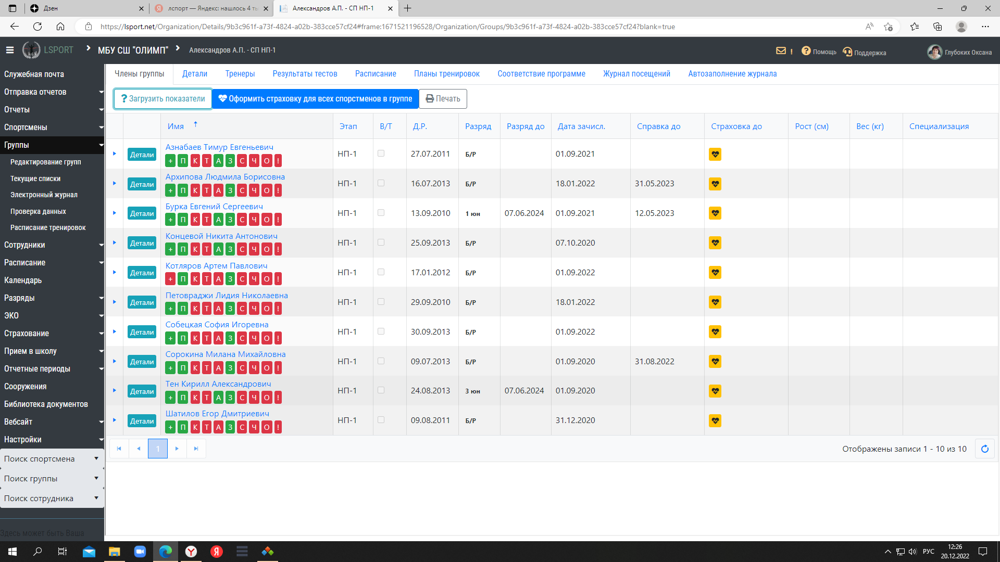 Дзен
лспорт — Яндекс: нашлось 4 ты
Александров А.П. - СП НП-1
https://lsport.net/Organization/Details/9b3c961f-a73f-4824-a02b-383cce57cf24#frame:1671521196528/Organization/Groups/9b3c961f-a73f-4824-a02b-383cce57cf24?blank=true
LSPORT
МБУ СШ "ОЛИМП"
Александров А.П. - СП НП-1
!
Помощь
Поддержка
Глубоких Оксана
Служебная почта
Отправка отчетов
Отчеты
Спортсмены
Группы
Редактирование групп
Текущие списки
Электронный журнал
Проверка данных
Расписание тренировок
Сотрудники
Расписание
Календарь
Разряды
ЭКО
Страхование
Прием в школу
Отчетные периоды
Сооружения
Библиотека документов
Вебсайт
Настройки
Поиск спортсмена
Поиск группы
Поиск сотрудника
Здесь может быть Ваша
Члены группы Детали Тренеры Результаты тестов Расписание Планы тренировок Соответствие программе Журнал посещений Автозаполнение журнала
? Загрузить показатели Оформить страховку для всех спорстменов в группе Печать
Имя Этап В/Т Д.Р. Разряд Разряд до Дата зачисл. Справка до Страховка до Рост (см) Вес (кг) Специализация
Азнабаев Тимур Евгеньевич
Детали НП-1 27.07.2011 Б/Р 01.09.2021
+ П К Т А З С Ч О !
Архипова Людмила Борисовна
Детали НП-1 16.07.2013 Б/Р 18.01.2022 31.05.2023
+ П К Т А З С Ч О !
Бурка Евгений Сергеевич
Детали НП-1 13.09.2010 1 юн 07.06.2024 01.09.2021 12.05.2023
+ П К Т А З С Ч О !
Концевой Никита Антонович
Детали НП-1 25.09.2013 Б/Р 07.10.2020
+ П К Т А З С Ч О !
Котляров Артем Павлович
Детали НП-1 17.01.2012 Б/Р 01.09.2022
+ П К Т А З С Ч О !
Петовраджи Лидия Николаевна
Детали НП-1 29.09.2010 Б/Р 18.01.2022
+ П К Т А З С Ч О !
Собецкая София Игоревна
Детали НП-1 30.09.2013 Б/Р 01.09.2022
+ П К Т А З С Ч О !
Сорокина Милана Михайловна
Детали НП-1 09.07.2013 Б/Р 01.09.2020 31.08.2022
+ П К Т А З С Ч О !
Тен Кирилл Александрович
Детали НП-1 24.08.2013 3 юн 07.06.2024 01.09.2020
+ П К Т А З С Ч О !
Шатилов Егор Дмитриевич
Детали НП-1 09.08.2011 Б/Р 31.12.2020
+ П К Т А З С Ч О !
1
Отображены записи 1 - 10 из 10
РУС
12:26
20.12.2022